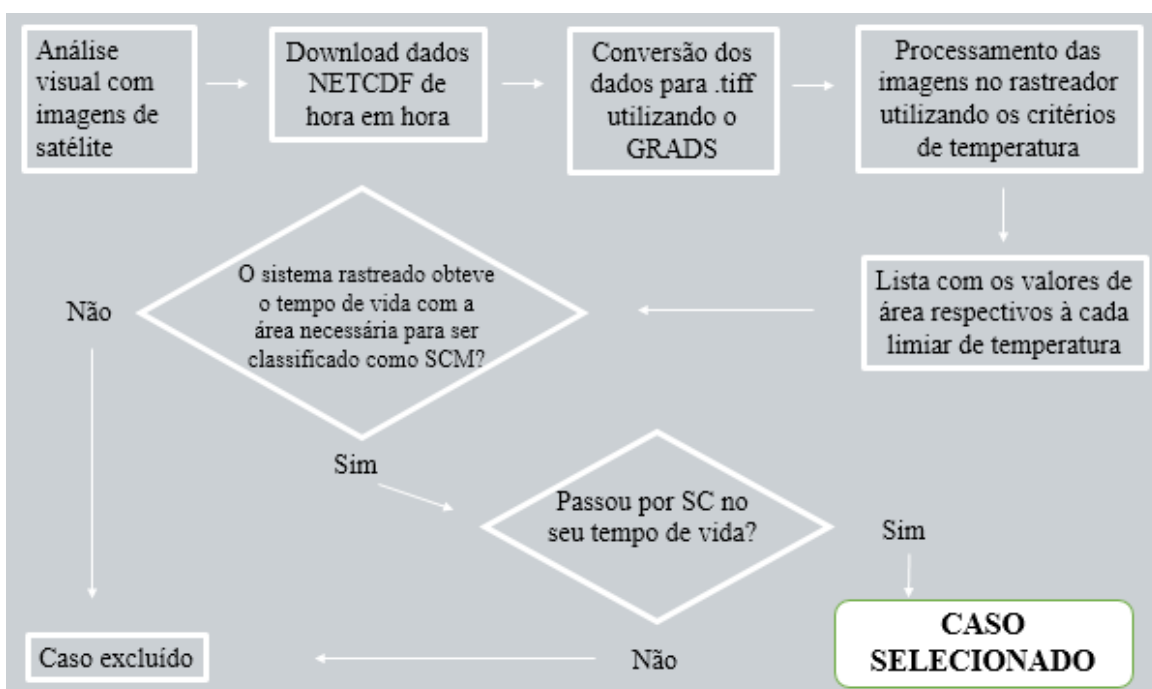 Análise
visual com
imagens de
satélite
Download dados
NETCDF de
hora em hora
Conversão dos
dados para .tiff
utilizando o
GRADS
Processamento das
imagens no rastreador
utilizando os critérios
de temperatura
Lista com os valores de
área respectivos à cada
limiar de temperatura
O sistema rastreado obteve
o tempo de vida com a
área necessária para ser
classificado como SCM?
Não
Sim
Passou por SC no
seu tempo de vida?
Sim
CASO
SELECIONADO
Não
Caso excluído